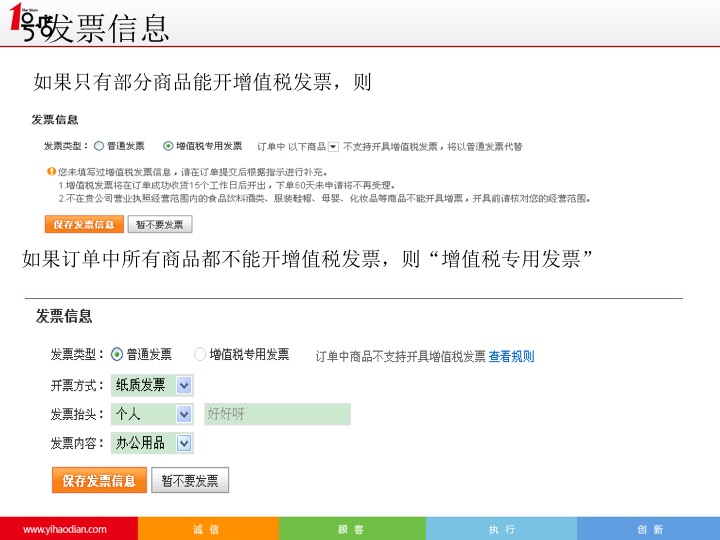 1号店
The Store
5 发票信息
如果只有部分商品能开增值税发票，则
发票信息
发票类型： 普通发票 增值税专用发票 订单中 以下商品 不支持开具增值税发票，将以普通发票代替
您未填写过增值税发票信息，请在订单提交后根据指示进行补充。
1.增值税发票将在订单成功收货15个工作日后开出，下单60天未申请将不再受理。
2.不在贵公司营业执照经营范围内的食品饮料酒类、服装鞋帽、母婴、化妆品等商品不能开具增票，开具前请核对您的经营范围。
保存发票信息 暂不要发票
如果订单中所有商品都不能开增值税发票，则“增值税专用发票”
发票信息
发票类型： 普通发票 增值税专用发票 订单中商品不支持开具增值税发票 查看规则
开票方式： 纸质发票
发票抬头： 个人 好好呀
发票内容： 办公用品
保存发票信息 暂不要发票
www.yihaodian.com 诚 信 顾 客 执 行 创 新